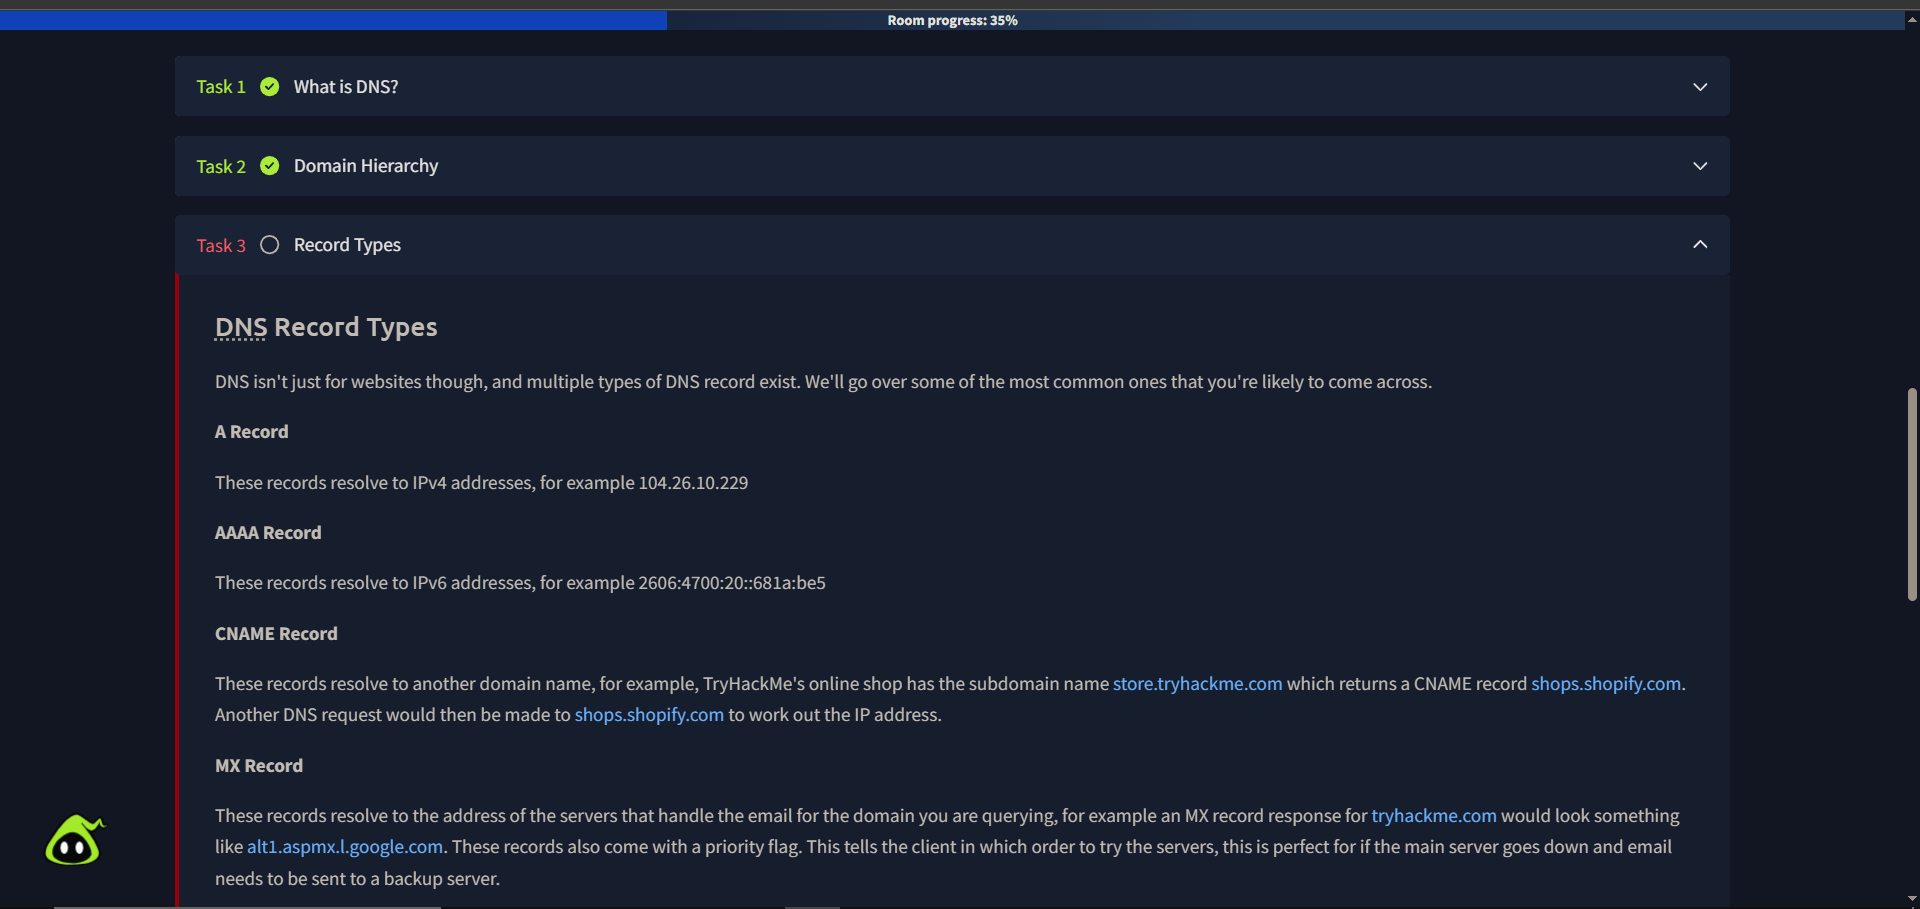 Room progress: 35%
Task 1 What is DNS?
Task 2 Domain Hierarchy
Task 3 Record Types
DNS Record Types
DNS isn't just for websites though, and multiple types of DNS record exist. We'll go over some of the most common ones that you're likely to come across.
A Record
These records resolve to IPv4 addresses, for example 104.26.10.229
AAAA Record
These records resolve to IPv6 addresses, for example 2606:4700:20::681a:be5
CNAME Record
These records resolve to another domain name, for example, TryHackMe's online shop has the subdomain name store.tryhackme.com which returns a CNAME record shops.shopify.com.
Another DNS request would then be made to shops.shopify.com to work out the IP address.
MX Record
These records resolve to the address of the servers that handle the email for the domain you are querying, for example an MX record response for tryhackme.com would look something
like alt1.aspmx.l.google.com. These records also come with a priority flag. This tells the client in which order to try the servers, this is perfect for if the main server goes down and email
needs to be sent to a backup server.